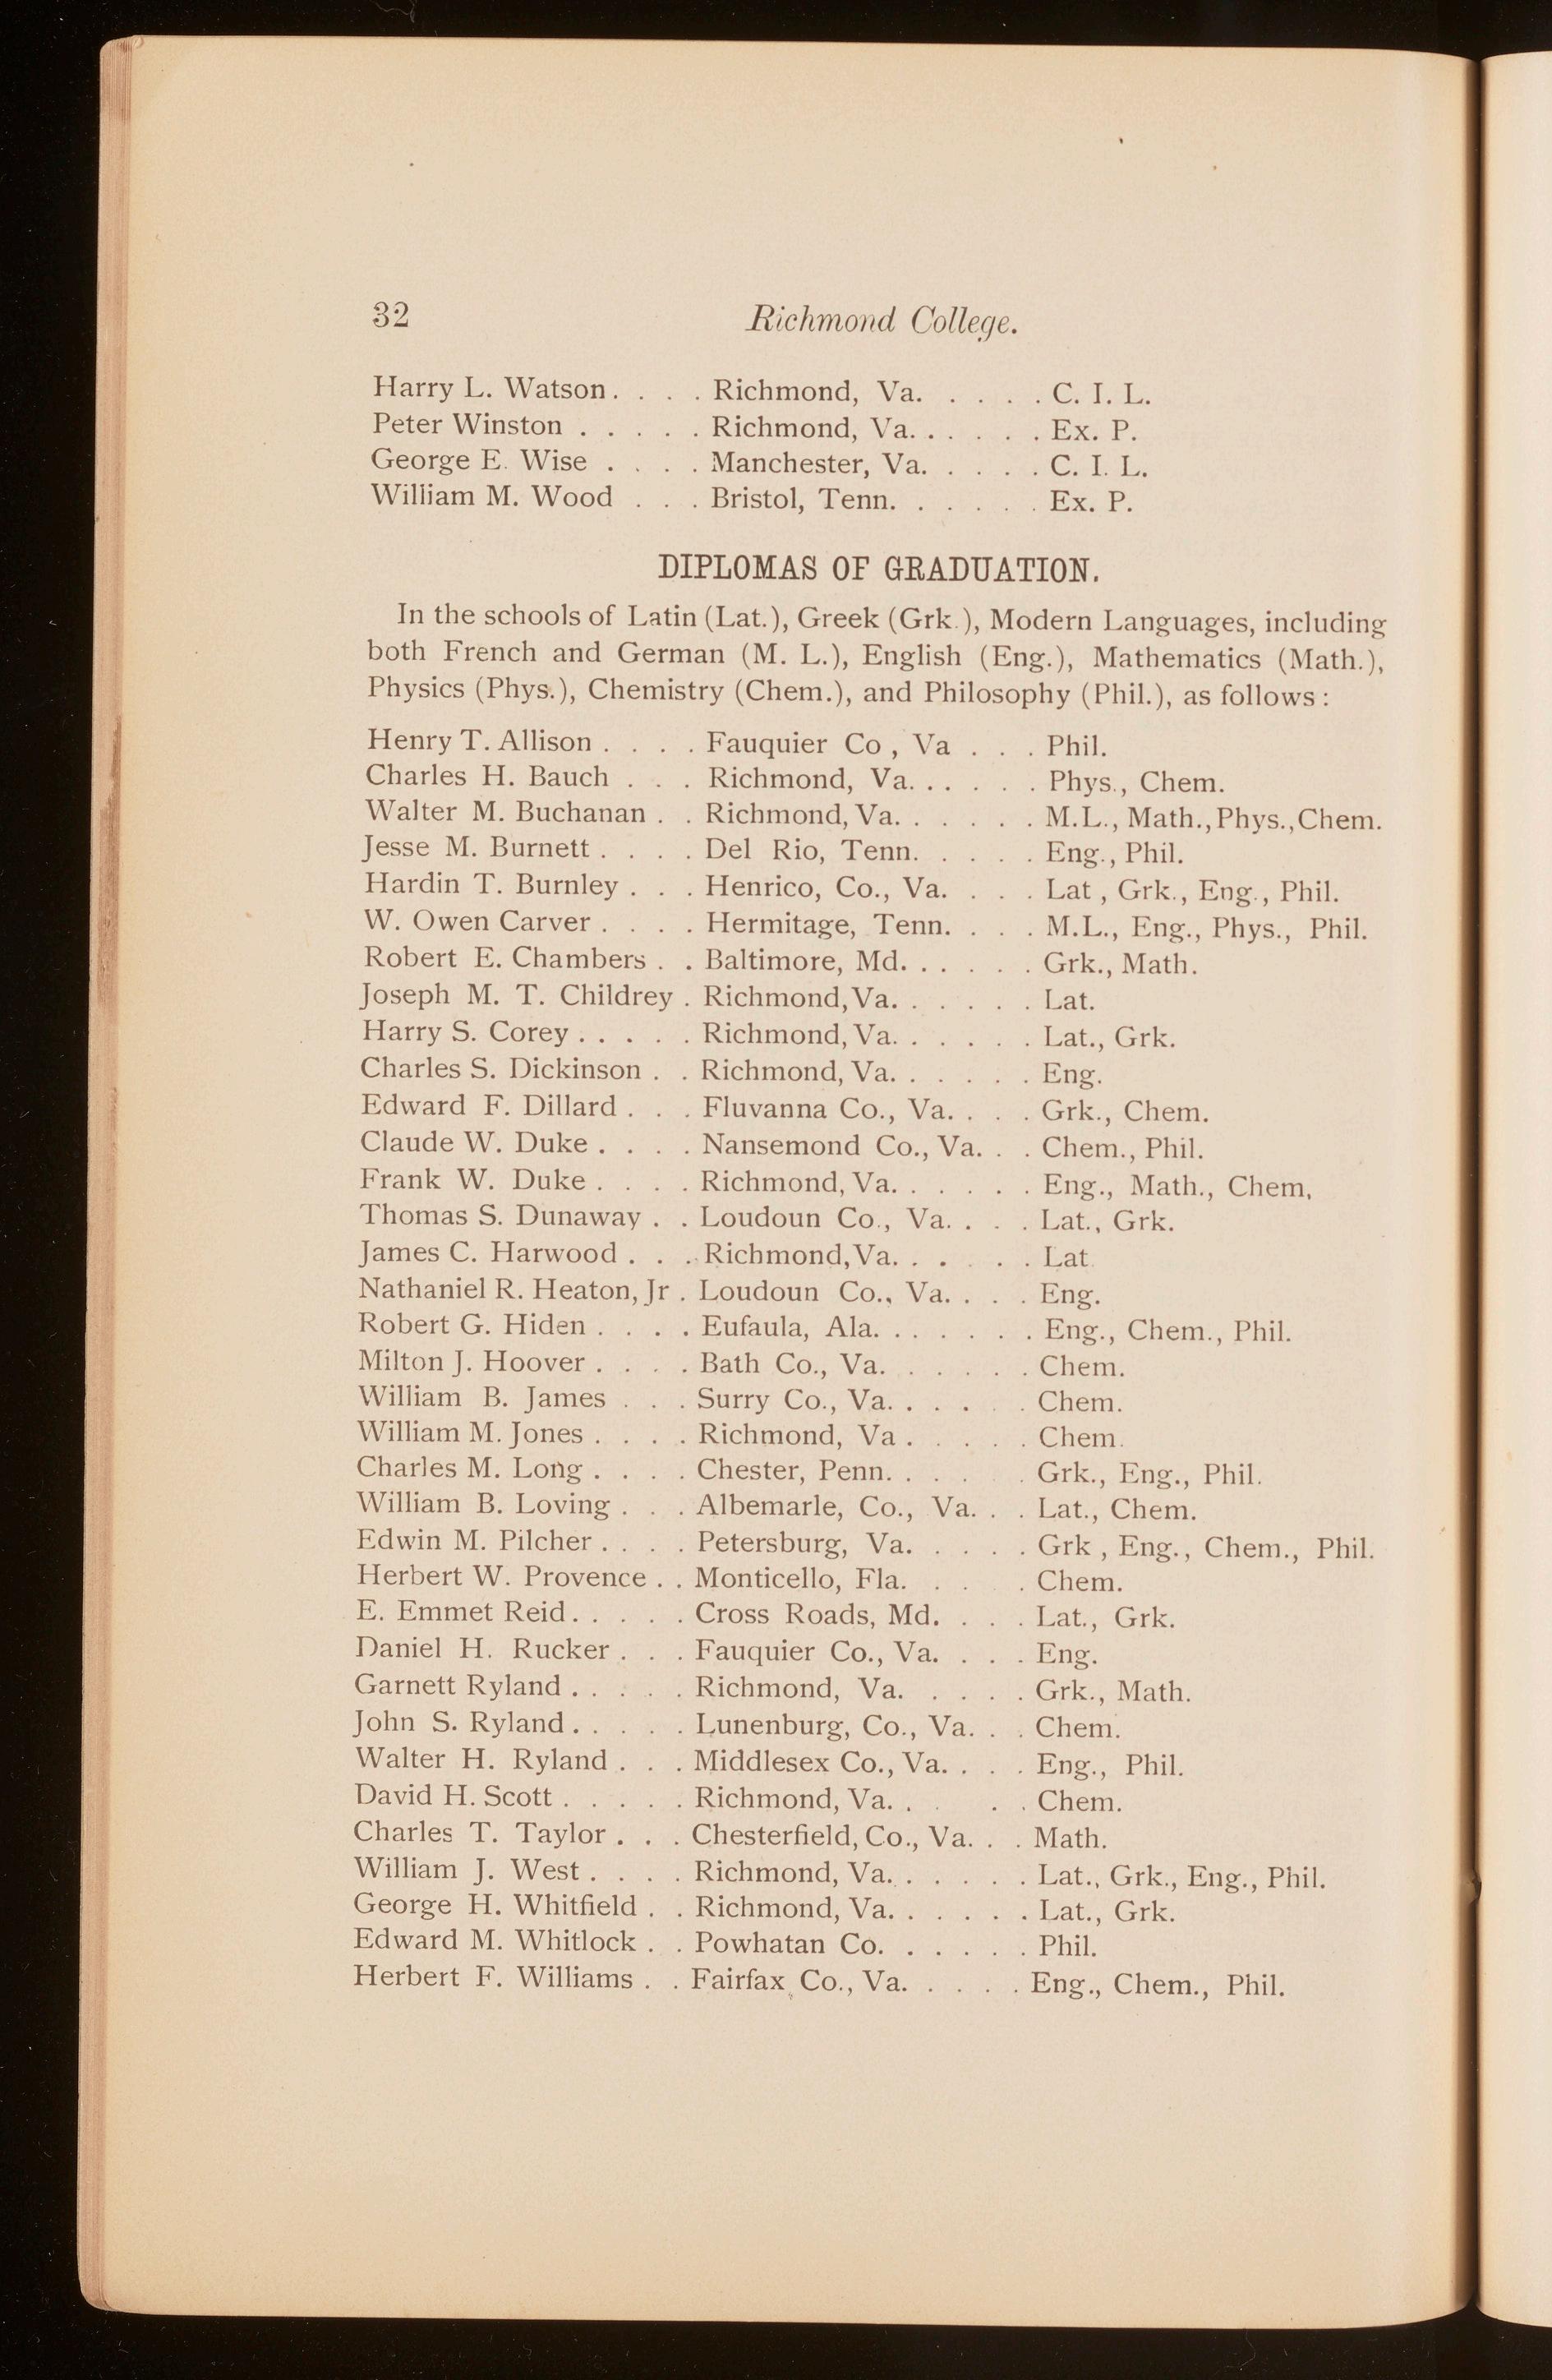 32 Richmond College.
Harry L. Watson. . . . Richmond, Va. . . . . . C. I. L.
Peter Winston . . . . . Richmond, Va. . . . . . Ex. P.
George E. Wise . . . . Manchester, Va. . . . . . C. I. L.
William M. Wood . . . Bristol, Tenn. . . . . . . Ex. P.
DIPLOMAS OF GRADUATION.
In the schools of Latin (Lat.), Greek (Grk.), Modern Languages, including
both French and German (M. L.), English (Eng.), Mathematics (Math.),
Physics (Phys.), Chemistry (Chem.), and Philosophy (Phil.), as follows :
Henry T. Allison . . . . Fauquier Co , Va . . . Phil.
Charles H. Bauch . . . Richmond, Va. . . . . . Phys., Chem.
Walter M. Buchanan . . Richmond, Va. . . . . . . M.L., Math., Phys., Chem.
Jesse M. Burnett . . . . Del Rio, Tenn. . . . . . Eng., Phil.
Hardin T. Burnley . . . Henrico, Co., Va. . . . . Lat , Grk., Eng., Phil.
W. Owen Carver . . . . Hermitage, Tenn. . . . . M.L., Eng., Phys., Phil.
Robert E. Chambers . . Baltimore, Md. . . . . . . Grk., Math.
Joseph M. T. Childrey . Richmond, Va. . . . . . . Lat.
Harry S. Corey . . . . . Richmond, Va. . . . . . . Lat., Grk.
Charles S. Dickinson . . Richmond, Va. . . . . . . Eng.
Edward F. Dillard . . . Fluvanna Co., Va. . . . . Grk., Chem.
Claude W. Duke . . . . Nansemond Co., Va. . . Chem., Phil.
Frank W. Duke . . . . Richmond, Va. . . . . . . Eng., Math., Chem,
Thomas S. Dunaway . . Loudoun Co., Va. . . . . Lat., Grk.
James C. Harwood . . . Richmond, Va. . . . . . Lat
Nathaniel R. Heaton, Jr . Loudoun Co., Va. . . . . Eng.
Robert G. Hiden . . . . Eufaula, Ala. . . . . . . . Eng., Chem., Phil.
Milton J. Hoover . . . . Bath Co., Va. . . . . . . Chem.
William B. James . . . Surry Co., Va. . . . . . Chem.
William M. Jones . . . . Richmond, Va . . . . . Chem.
Charles M. Long . . . . Chester, Penn. . . . . . Grk., Eng., Phil.
William B. Loving . . . Albemarle, Co., Va. . . Lat., Chem.
Edwin M. Pilcher . . . . Petersburg, Va. . . . . . Grk , Eng., Chem., Phil.
Herbert W. Provence . . Monticello, Fla. . . . . Chem.
E. Emmet Reid . . . . . Cross Roads, Md. . . . . Lat., Grk.
Daniel H. Rucker . . . Fauquier Co., Va. . . . . Eng.
Garnett Ryland . . . . . Richmond, Va. . . . . . Grk., Math.
John S. Ryland . . . . . Lunenburg, Co., Va. . . Chem.
Walter H. Ryland . . . Middlesex Co., Va. . . . . Eng., Phil.
David H. Scott . . . . . Richmond, Va. . . . Chem.
Charles T. Taylor . . . Chesterfield, Co., Va. . . Math.
William J. West . . . . Richmond, Va. . . . . . . Lat., Grk., Eng., Phil.
George H. Whitfield . . Richmond, Va. . . . . . . Lat., Grk.
Edward M. Whitlock . . Powhatan Co. . . . . . . Phil.
Herbert F. Williams . . Fairfax Co., Va. . . . . . Eng., Chem., Phil.